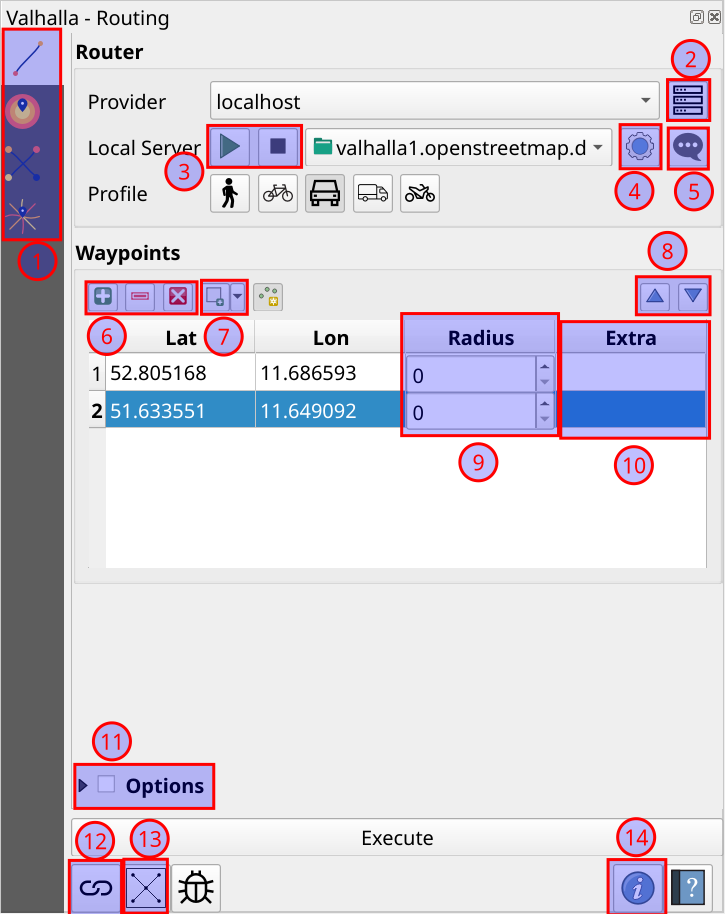 Valhalla - Routing
Router
2
Provider
localhost
Local Server
valhalla1.openstreetmap.d
3
4
5
Profile
1
Waypoints
8
6
7
Lat
Lon
Radius
Extra
1
52.805168
11.686593
0
2
51.633551
11.649092
0
9
10
11
Options
Execute
12
13
14
i
?